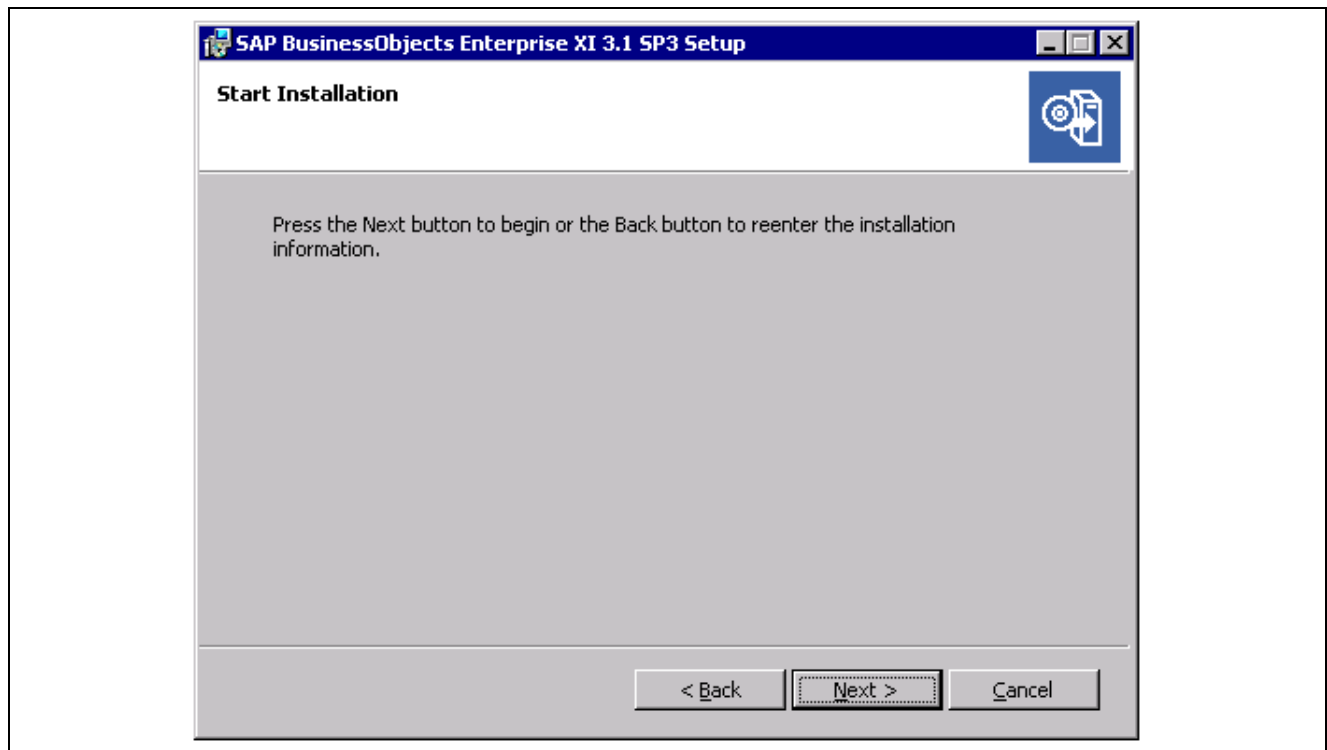 SAP BusinessObjects Enterprise XI 3.1 SP3 Setup
Start Installation
Press the Next button to begin or the Back button to reenter the installation
information.
< Back
Next >
Cancel